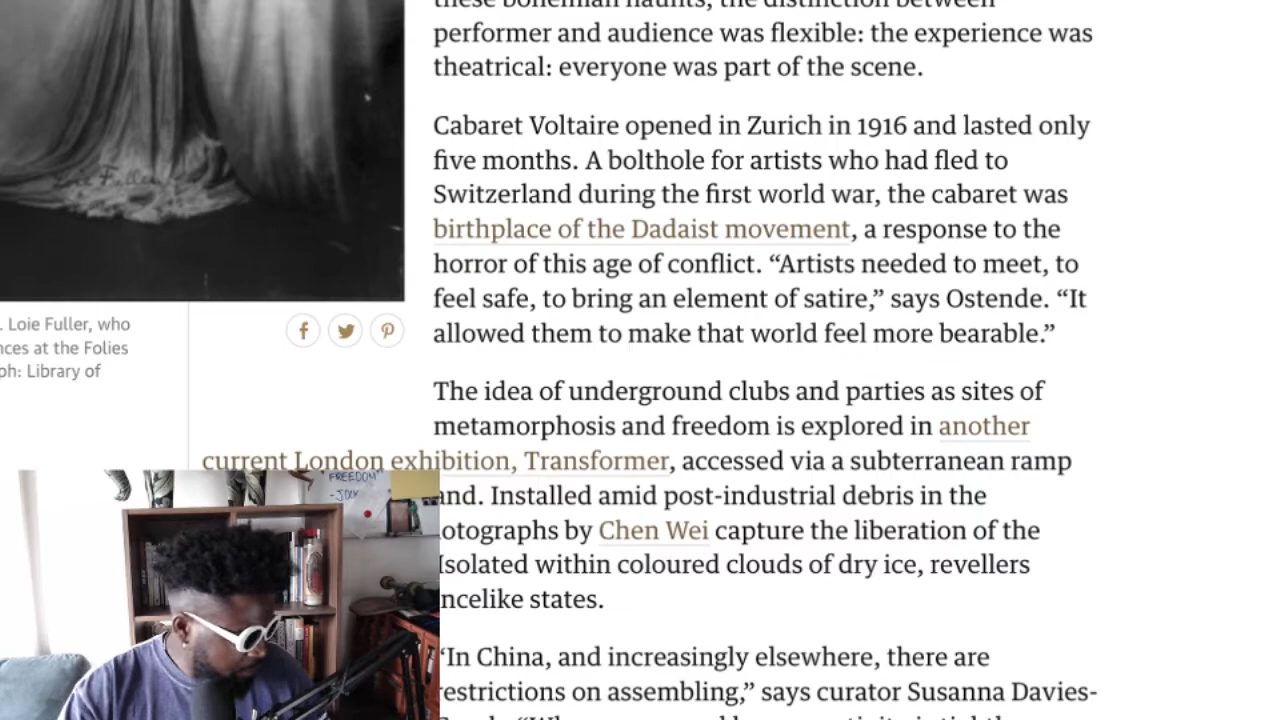 these bohemian haunts, the distinction between
performer and audience was flexible: the experience was
theatrical: everyone was part of the scene.
Cabaret Voltaire opened in Zurich in 1916 and lasted only
five months. A bolthole for artists who had fled to
Switzerland during the first world war, the cabaret was
birthplace of the Dadaist movement, a response to the
horror of this age of conflict. “Artists needed to meet, to
feel safe, to bring an element of satire,” says Ostende. “It
allowed them to make that world feel more bearable.”
. Loie Fuller, who
nces at the Folies
ph: Library of
The idea of underground clubs and parties as sites of
metamorphosis and freedom is explored in another
current London exhibition, Transformer, accessed via a subterranean ramp
and. Installed amid post-industrial debris in the
otographs by Chen Wei capture the liberation of the
Isolated within coloured clouds of dry ice, revellers
ncelike states.
“In China, and increasingly elsewhere, there are
restrictions on assembling,” says curator Susanna Davies-
FREEDOM"